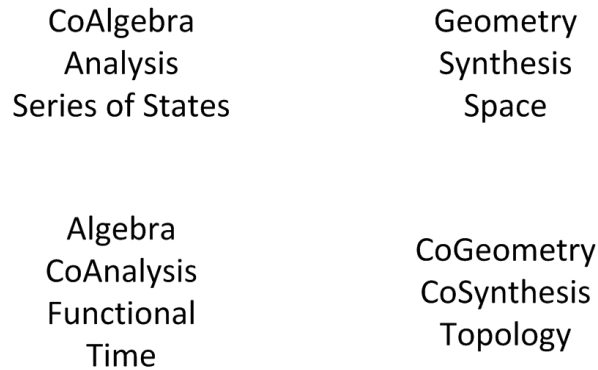 CoAlgebra
Analysis
Series of States
Geometry
Synthesis
Space
Algebra
CoAnalysis
Functional
Time
CoGeometry
CoSynthesis
Topology